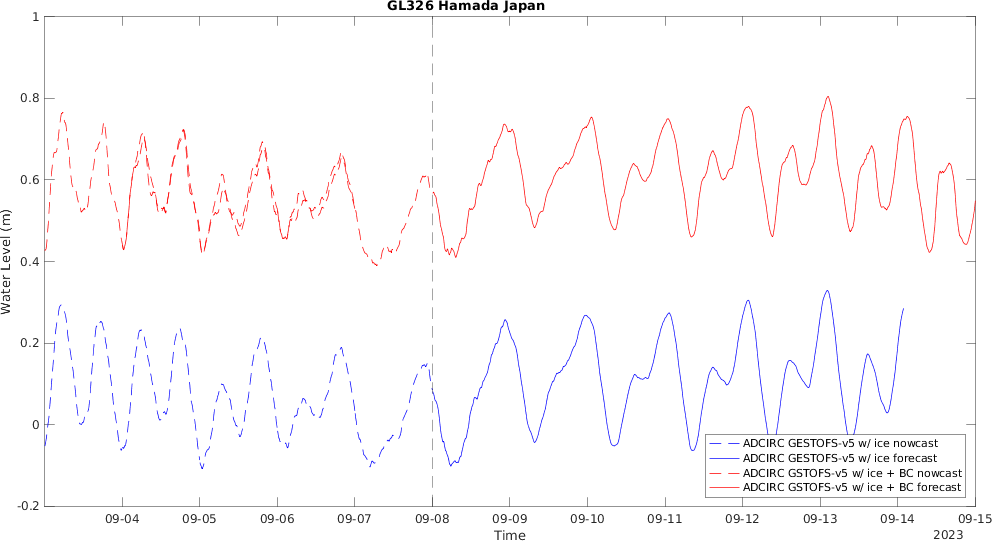 GL326 Hamada Japan
1
0.8
0.6
0.4
0.2
0
-0.2
Water Level (m)
ADCIRC GESTOFS-v5 w/ ice nowcast
ADCIRC GESTOFS-v5 w/ ice forecast
ADCIRC GSTOFS-v5 w/ ice + BC nowcast
ADCIRC GSTOFS-v5 w/ ice + BC forecast
09-04 09-05 09-06 09-07 09-08 09-09 09-10 09-11 09-12 09-13 09-14 09-15
Time
2023